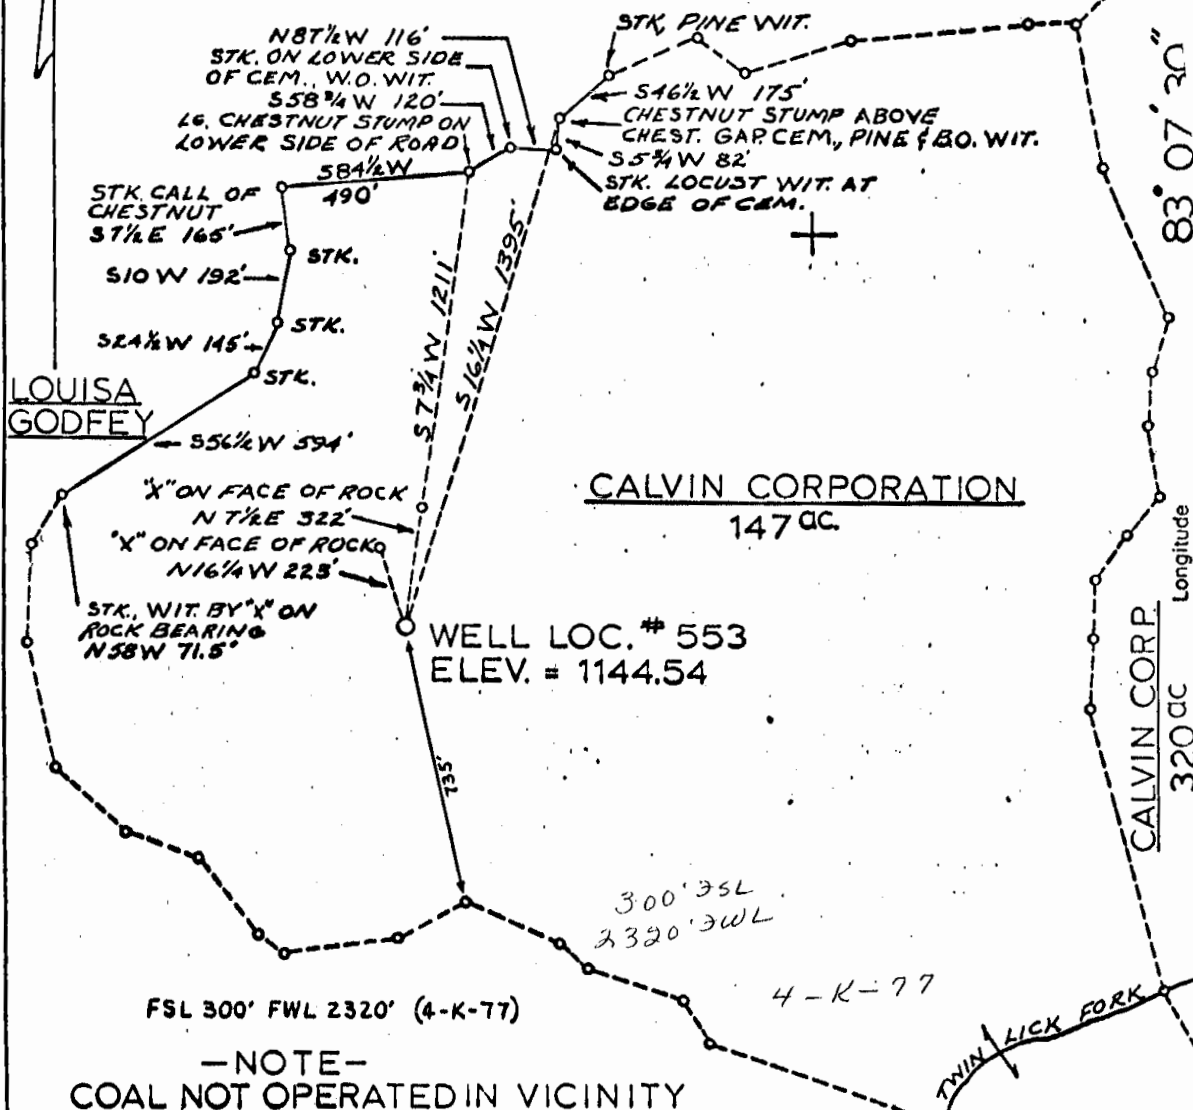 N87½W 116'
STK. ON LOWER SIDE
OF CEM., W.O. WIT.
S58¾W 120'
LG. CHESTNUT STUMP ON
LOWER SIDE OF ROAD
S84½W
490'
STK, PINE WIT.
S46½W 175'
CHESTNUT STUMP ABOVE
CHEST. GAP. CEM., PINE & B.O. WIT.
S5¾W 82'
STK. LOCUST WIT. AT
EDGE OF CEM.
83° 07' 30"
STK. CALL OF
CHESTNUT
S7½E 165'
STK.
S10W 192'
STK.
S24½W 145'
STK.
LOUISA
GODFEY
S56½W 594'
S7¾W 1211'
S16¼W 1395'
"X" ON FACE OF ROCK
N7½E 322'
"X" ON FACE OF ROCK
N16¼W 223'
STK., WIT. BY "X" ON
ROCK BEARING
N58W 71.5'
CALVIN CORPORATION
147 ac.
WELL LOC. # 553
ELEV. = 1144.54
Longitude
CALVIN CORP.
320 ac
735'
300' FSL
2320' FWL
4-K-77
FSL 300' FWL 2320' (4-K-77)
TWIN LICK FORK
-NOTE-
COAL NOT OPERATED IN VICINITY